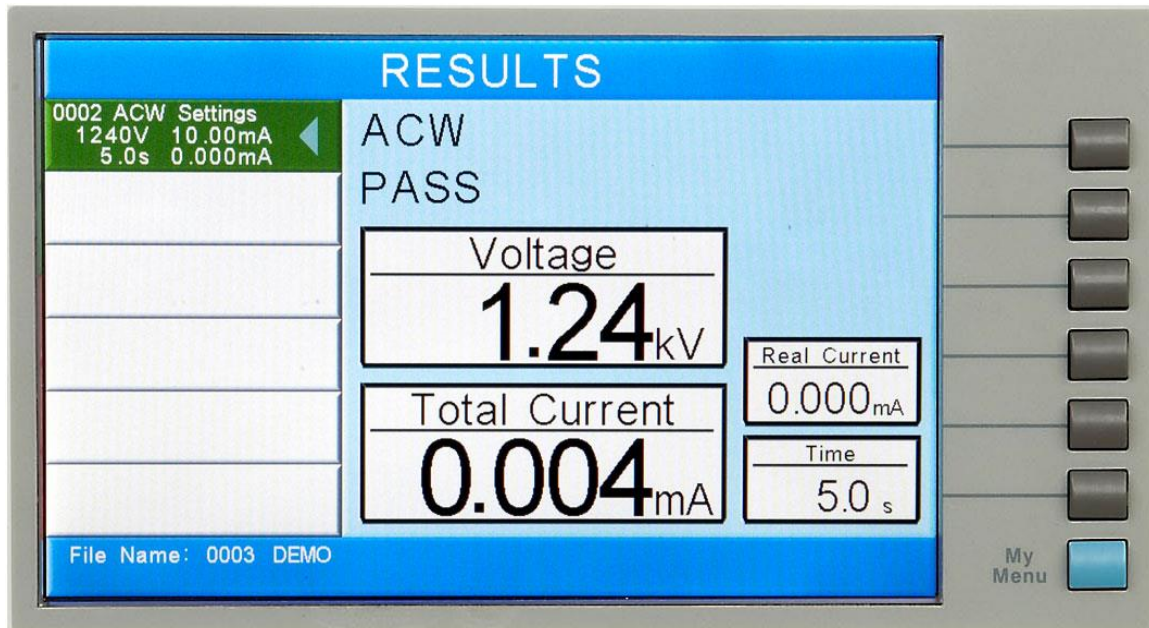 RESULTS
0002 ACW Settings
1240V 10.00mA
5.0s 0.000mA
ACW
PASS
Voltage
1.24kV
Total Current
0.004mA
Real Current
0.000mA
Time
5.0 s
File Name: 0003 DEMO
My
Menu